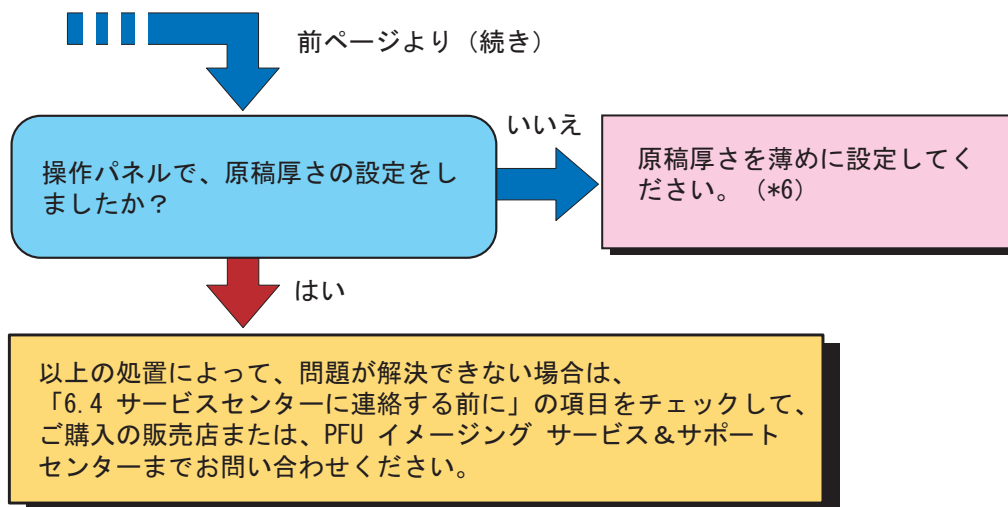 前ページより（続き）
操作パネルで、原稿厚さの設定をし
ましたか？
いいえ
原稿厚さを薄めに設定してく
ださい。（*6）
はい
以上の処置によって、問題が解決できない場合は、
「6.4 サービスセンターに連絡する前に」の項目をチェックして、
ご購入の販売店または、PFU イメージング サービス＆サポート
センターまでお問い合わせください。